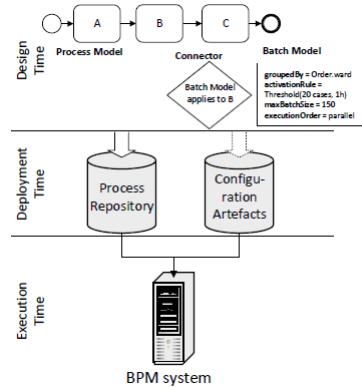 A
B
C
Process Model
Connector
Batch Model
Design
Time
Batch Model
applies to B
groupedBy = Order.ward
activationRule =
Threshold(20 cases, 1h)
maxBatchSize = 150
executionOrder = parallel
Deployment
Time
Process
Repository
Configu-
ration
Artefacts
Execution
Time
BPM system